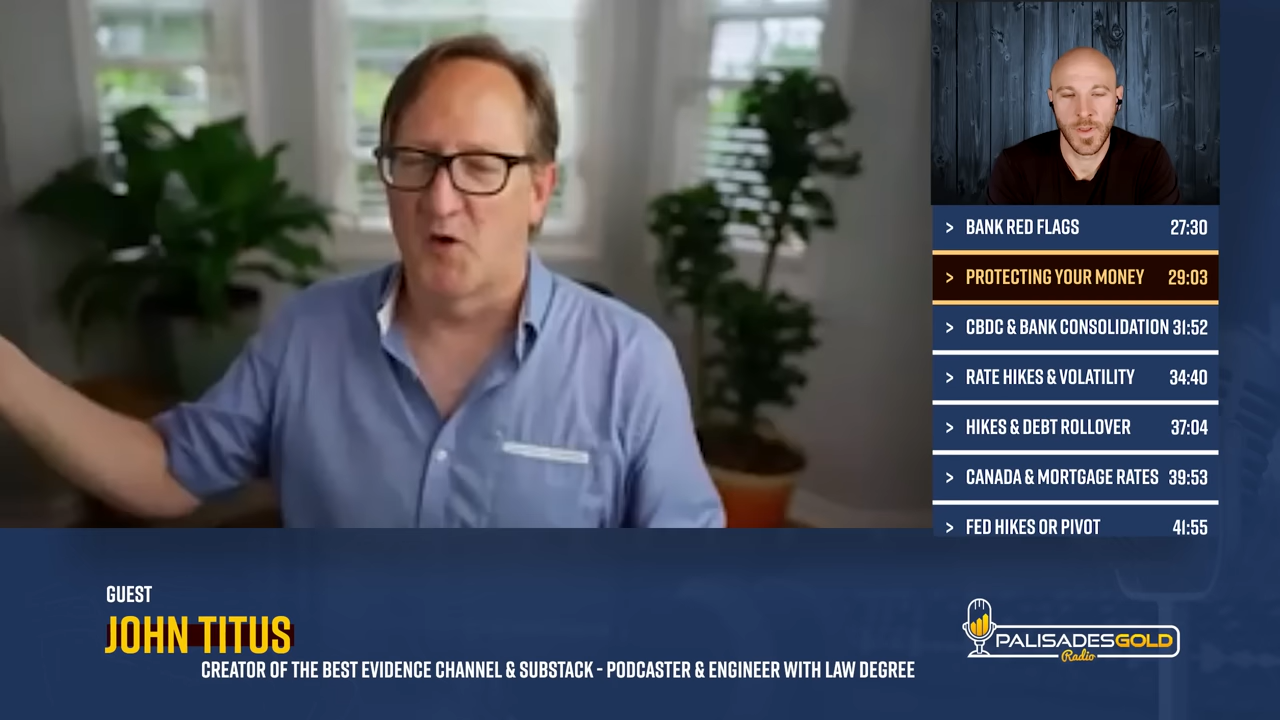 > BANK RED FLAGS 27:30
> PROTECTING YOUR MONEY 29:03
> CBDC & BANK CONSOLIDATION 31:52
> RATE HIKES & VOLATILITY 34:40
> HIKES & DEBT ROLLOVER 37:04
> CANADA & MORTGAGE RATES 39:53
> FED HIKES OR PIVOT 41:55
GUEST
JOHN TITUS
CREATOR OF THE BEST EVIDENCE CHANNEL & SUBSTACK - PODCASTER & ENGINEER WITH LAW DEGREE
PALISADESGOLD
Radio